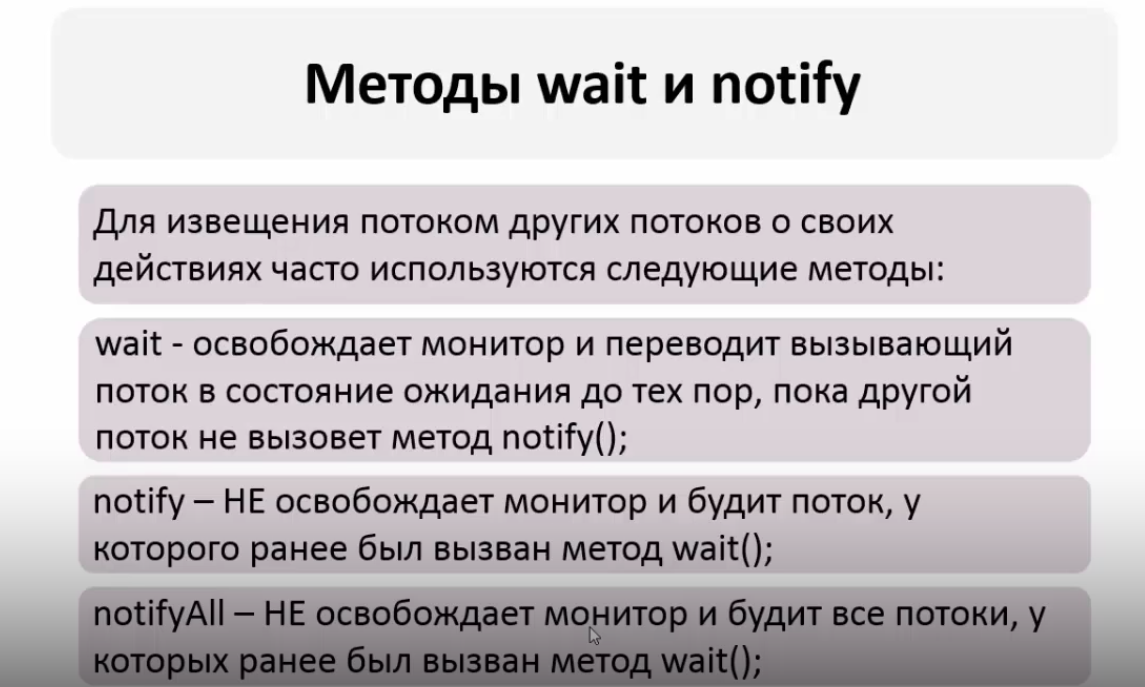 Методы wait и notify
Для извещения потоком других потоков о своих
действиях часто используются следующие методы:
wait - освобождает монитор и переводит вызывающий
поток в состояние ожидания до тех пор, пока другой
поток не вызовет метод notify();
notify – НЕ освобождает монитор и будит поток, у
которого ранее был вызван метод wait();
notifyAll – НЕ освобождает монитор и будит все потоки, у
которых ранее был вызван метод wait();